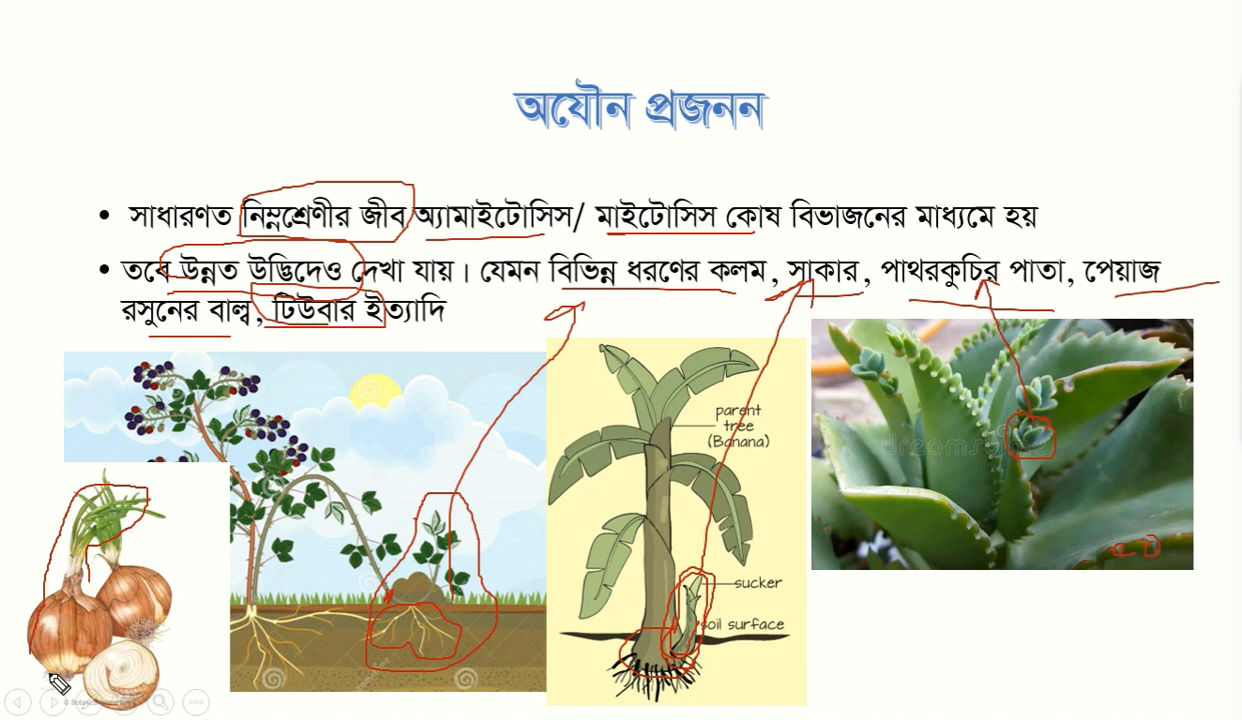 অযৌন প্রজনন
• সাধারণত নিম্নশ্রেণীর জীব অ্যামাইটোসিস/ মাইটোসিস কোষ বিভাজনের মাধ্যমে হয়
• তবে উন্নত উদ্ভিদেও দেখা যায়। যেমন বিভিন্ন ধরণের কলম, সাকার, পাথরকুচির পাতা, পেয়াজ
রসুনের বাল্ব, টিউবার ইত্যাদি
parent
tree
(Banana)
sucker
soil surface
dreamstime